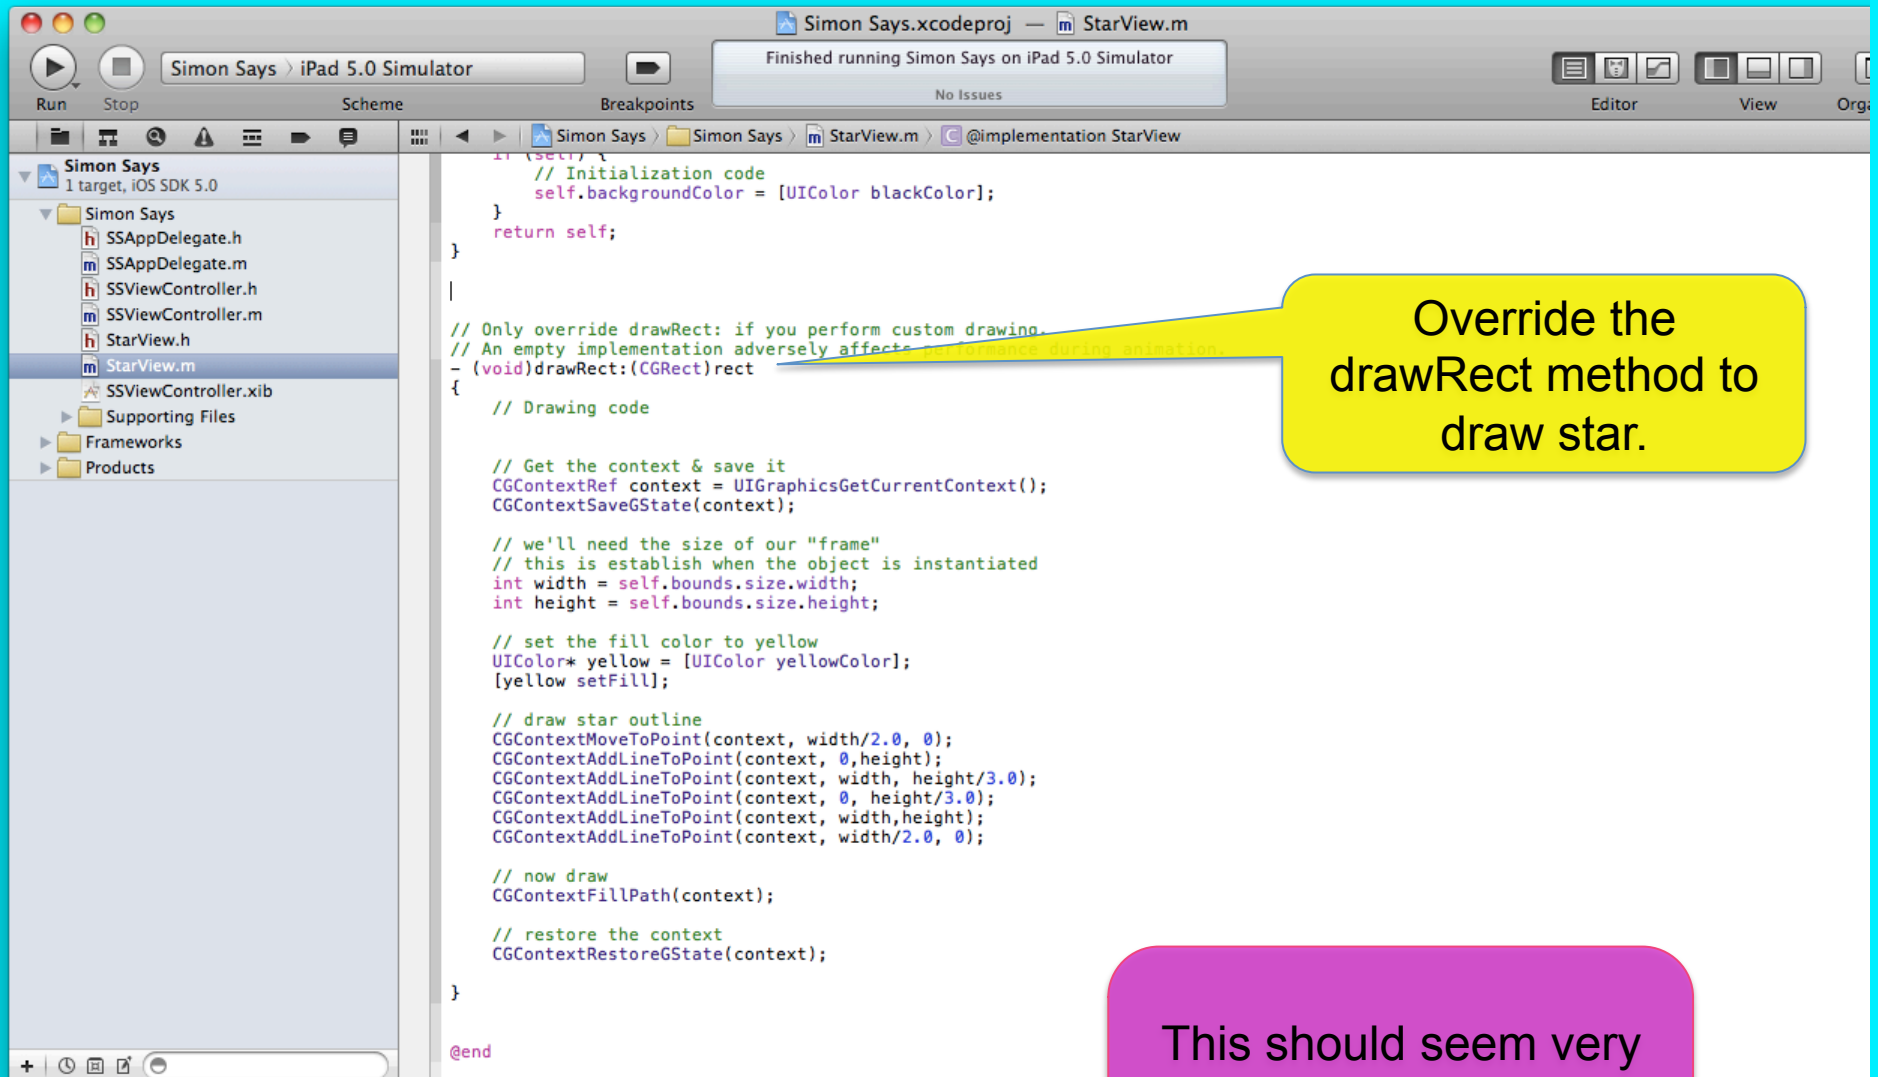 Simon Says.xcodeproj — StarView.m
Simon Says › iPad 5.0 Simulator
Finished running Simon Says on iPad 5.0 Simulator
No Issues
Run Stop Scheme Breakpoints Editor View Orga
Simon Says › Simon Says › StarView.m › @implementation StarView
Simon Says
1 target, iOS SDK 5.0
Simon Says
SSAppDelegate.h
SSAppDelegate.m
SSViewController.h
SSViewController.m
StarView.h
StarView.m
SSViewController.xib
Supporting Files
Frameworks
Products
if (self) {
// Initialization code
self.backgroundColor = [UIColor blackColor];
}
return self;
}
// Only override drawRect: if you perform custom drawing.
// An empty implementation adversely affects performance during animation.
- (void)drawRect:(CGRect)rect
{
// Drawing code
// Get the context & save it
CGContextRef context = UIGraphicsGetCurrentContext();
CGContextSaveGState(context);
// we'll need the size of our "frame"
// this is establish when the object is instantiated
int width = self.bounds.size.width;
int height = self.bounds.size.height;
// set the fill color to yellow
UIColor* yellow = [UIColor yellowColor];
[yellow setFill];
// draw star outline
CGContextMoveToPoint(context, width/2.0, 0);
CGContextAddLineToPoint(context, 0,height);
CGContextAddLineToPoint(context, width, height/3.0);
CGContextAddLineToPoint(context, 0, height/3.0);
CGContextAddLineToPoint(context, width,height);
CGContextAddLineToPoint(context, width/2.0, 0);
// now draw
CGContextFillPath(context);
// restore the context
CGContextRestoreGState(context);
}
@end
Override the
drawRect method to
draw star.
This should seem very